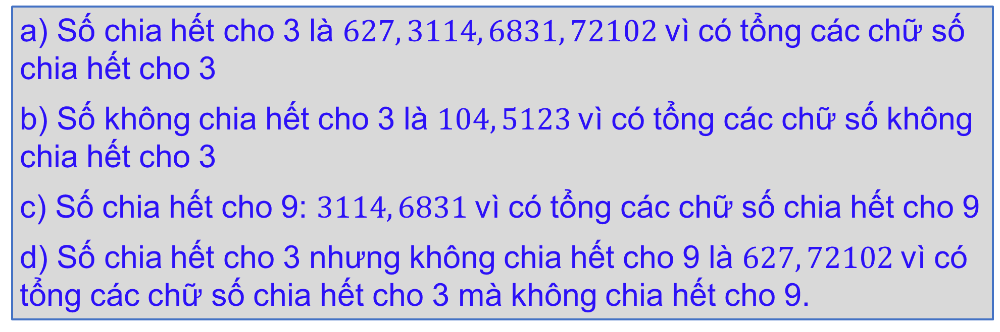 a) Số chia hết cho 3 là 627, 3114, 6831, 72102 vì có tổng các chữ số
chia hết cho 3
b) Số không chia hết cho 3 là 104, 5123 vì có tổng các chữ số không
chia hết cho 3
c) Số chia hết cho 9: 3114, 6831 vì có tổng các chữ số chia hết cho 9
d) Số chia hết cho 3 nhưng không chia hết cho 9 là 627, 72102 vì có
tổng các chữ số chia hết cho 3 mà không chia hết cho 9.